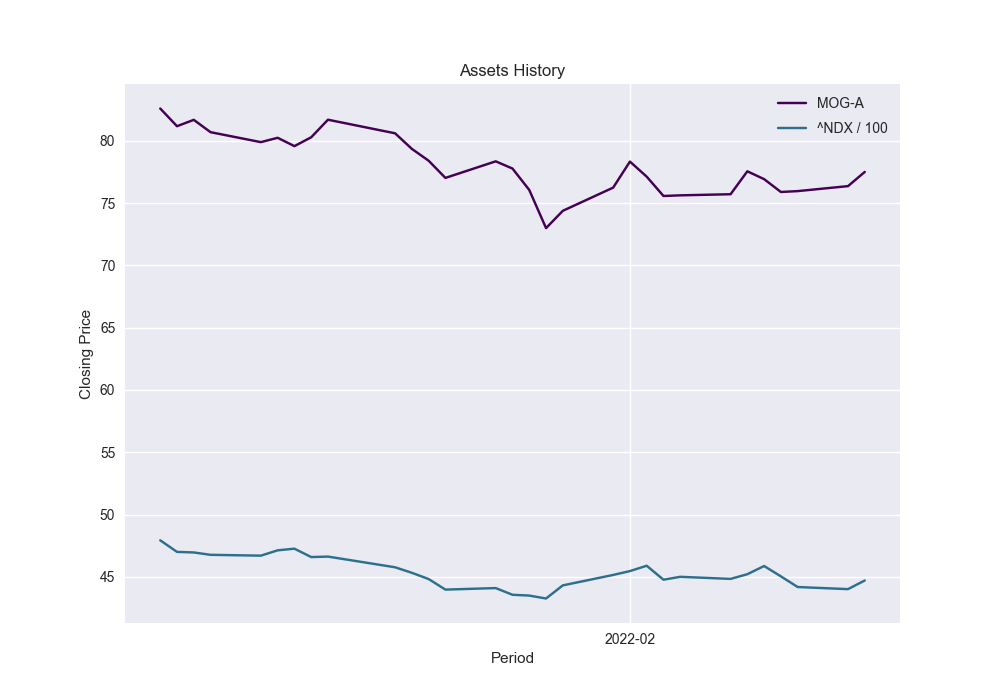 Assets History
MOG-A
^NDX / 100
80
75
70
65
60
55
50
45
Closing Price
2022-02
Period